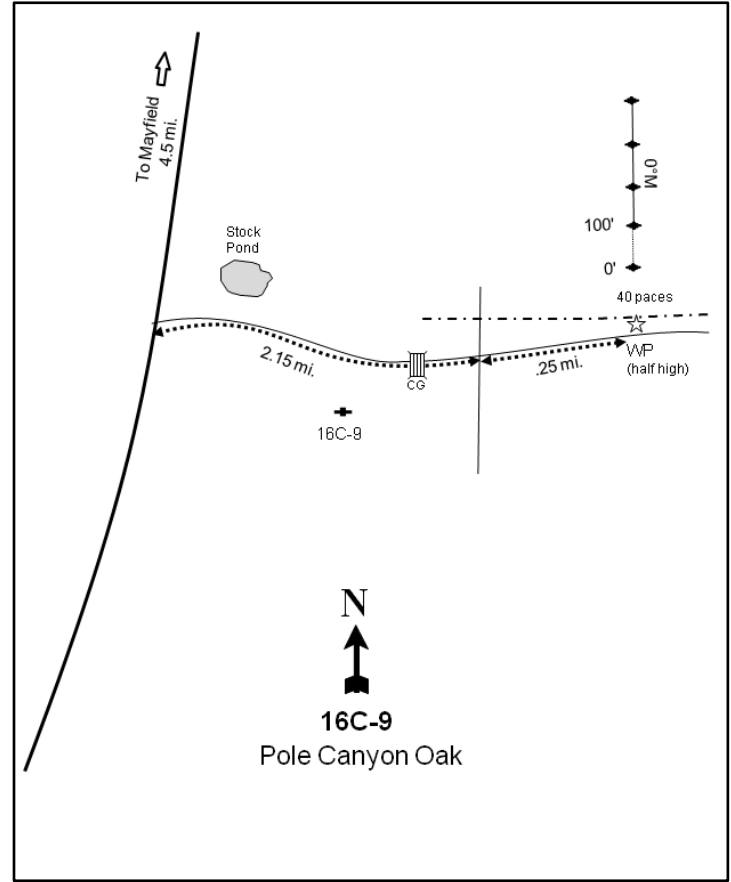 To Mayfield
4.5 mi.
0°M
Stock
Pond
100'
0'
40 paces
2.15 mi.
.25 mi.
WP
(half high)
CG
16C-9
N
16C-9
Pole Canyon Oak